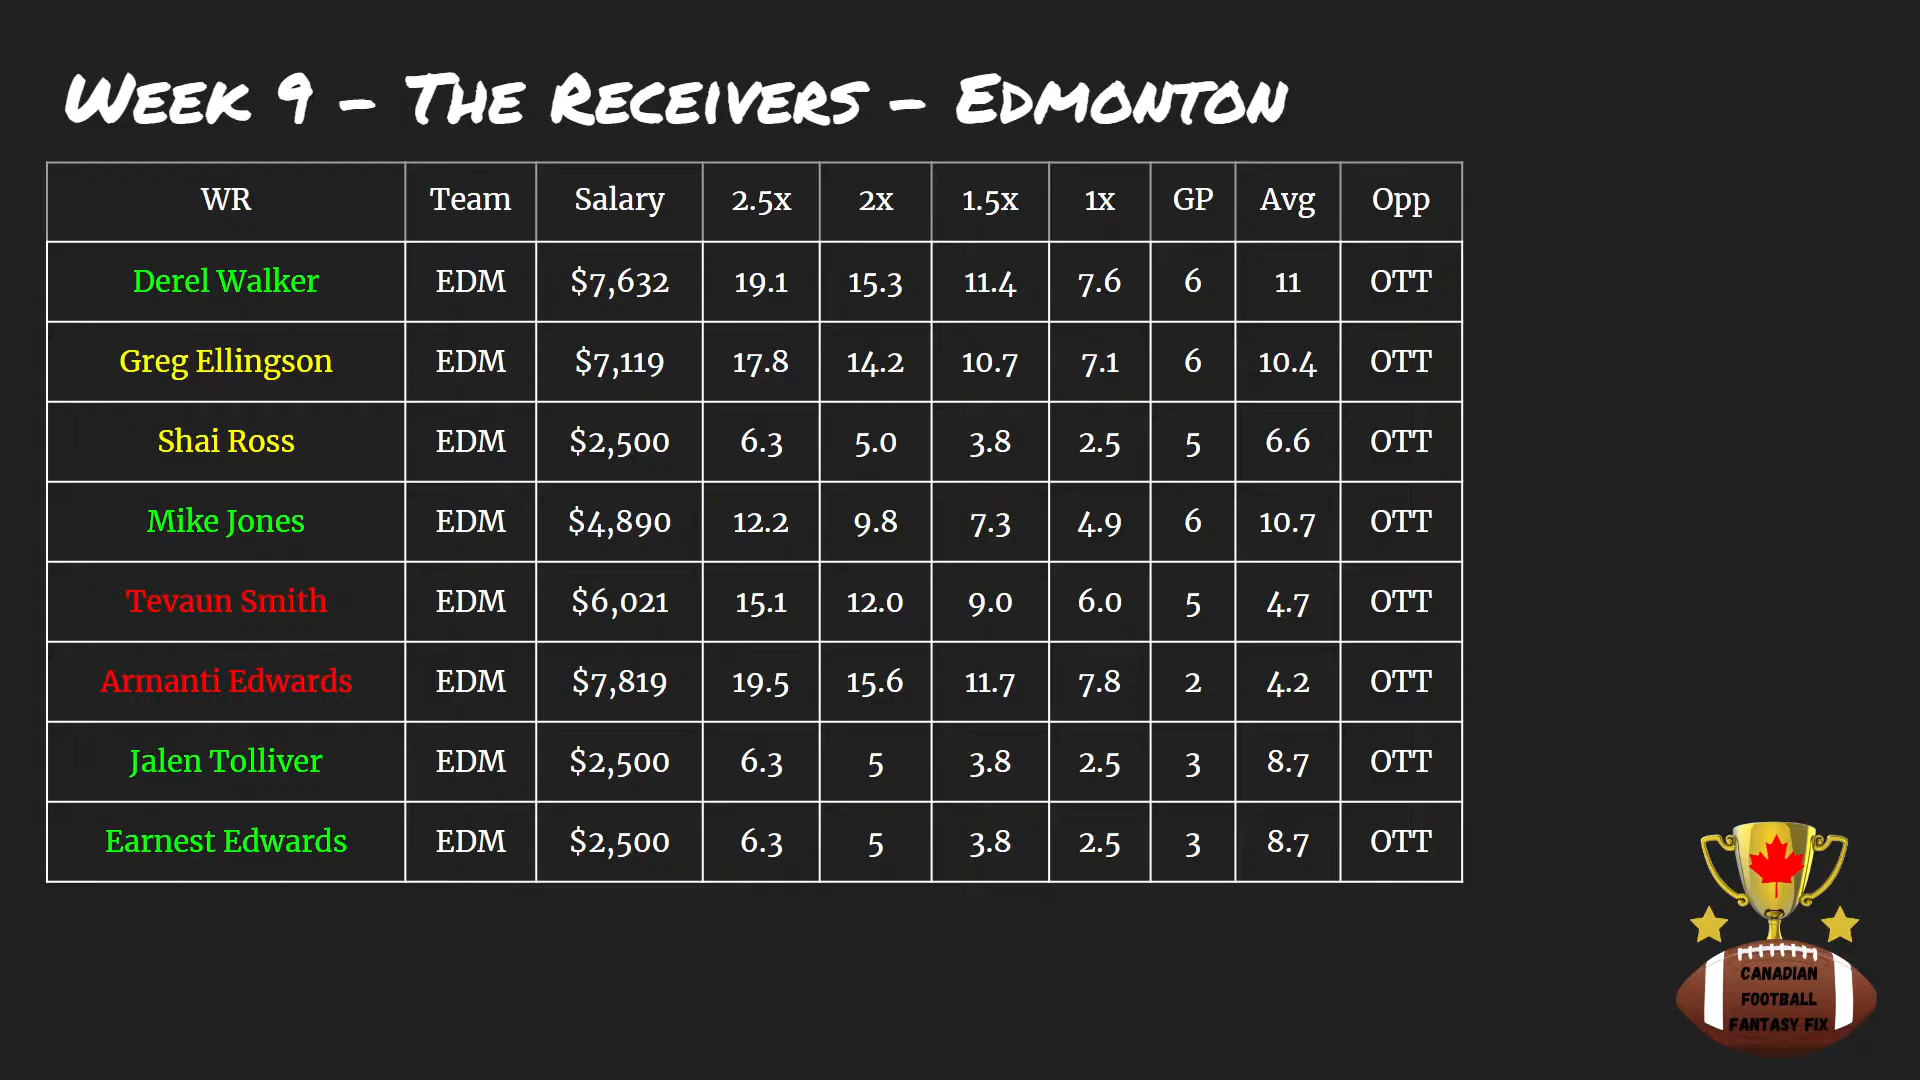 Week 9 - The Receivers - Edmonton
WR Team Salary 2.5x 2x 1.5x 1x GP Avg Opp
Derel Walker EDM $7,632 19.1 15.3 11.4 7.6 6 11 OTT
Greg Ellingson EDM $7,119 17.8 14.2 10.7 7.1 6 10.4 OTT
Shai Ross EDM $2,500 6.3 5.0 3.8 2.5 5 6.6 OTT
Mike Jones EDM $4,890 12.2 9.8 7.3 4.9 6 10.7 OTT
Tevaun Smith EDM $6,021 15.1 12.0 9.0 6.0 5 4.7 OTT
Armanti Edwards EDM $7,819 19.5 15.6 11.7 7.8 2 4.2 OTT
Jalen Tolliver EDM $2,500 6.3 5 3.8 2.5 3 8.7 OTT
Earnest Edwards EDM $2,500 6.3 5 3.8 2.5 3 8.7 OTT
CANADIAN
FOOTBALL
FANTASY FIX